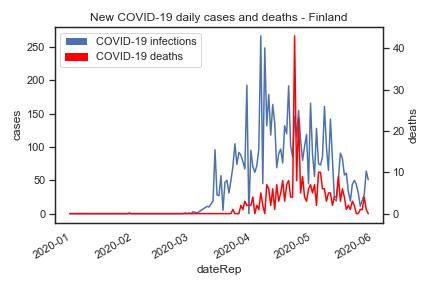 New COVID-19 daily cases and deaths - Finland
COVID-19 infections
COVID-19 deaths
250
200
150
100
50
0
cases
40
30
20
10
0
deaths
2020-01
2020-02
2020-03
2020-04
2020-05
2020-06
dateRep